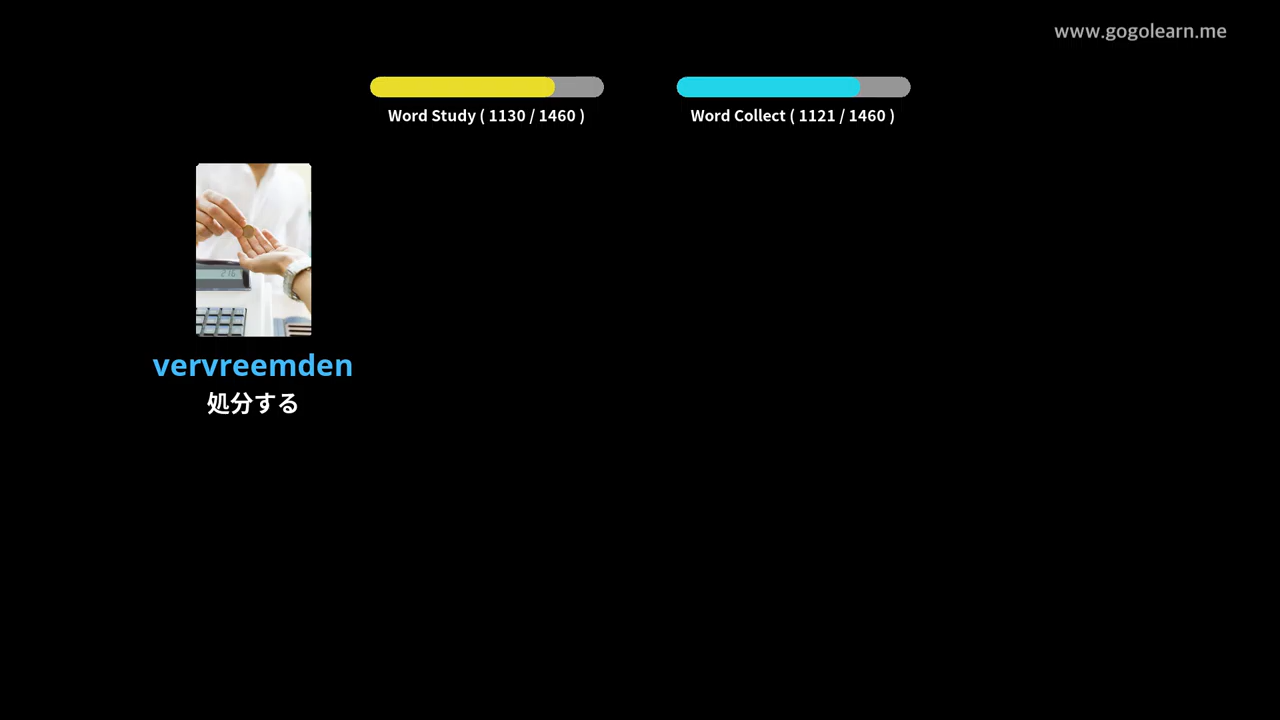 www.gogolearn.me
Word Study ( 1130 / 1460 )
Word Collect ( 1121 / 1460 )
vervreemden
処分する